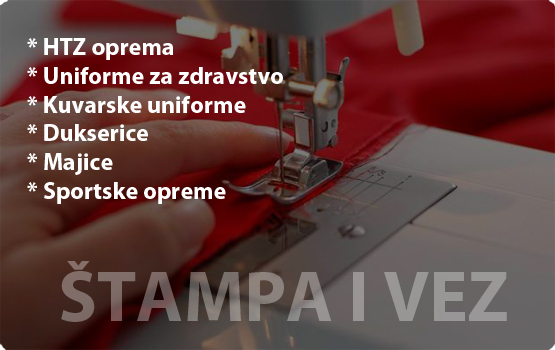 * HTZ oprema
* Uniforme za zdravstvo
* Kuvarske uniforme
* Dukserice
* Majice
* Sportske opreme
ŠTAMPA I VEZ